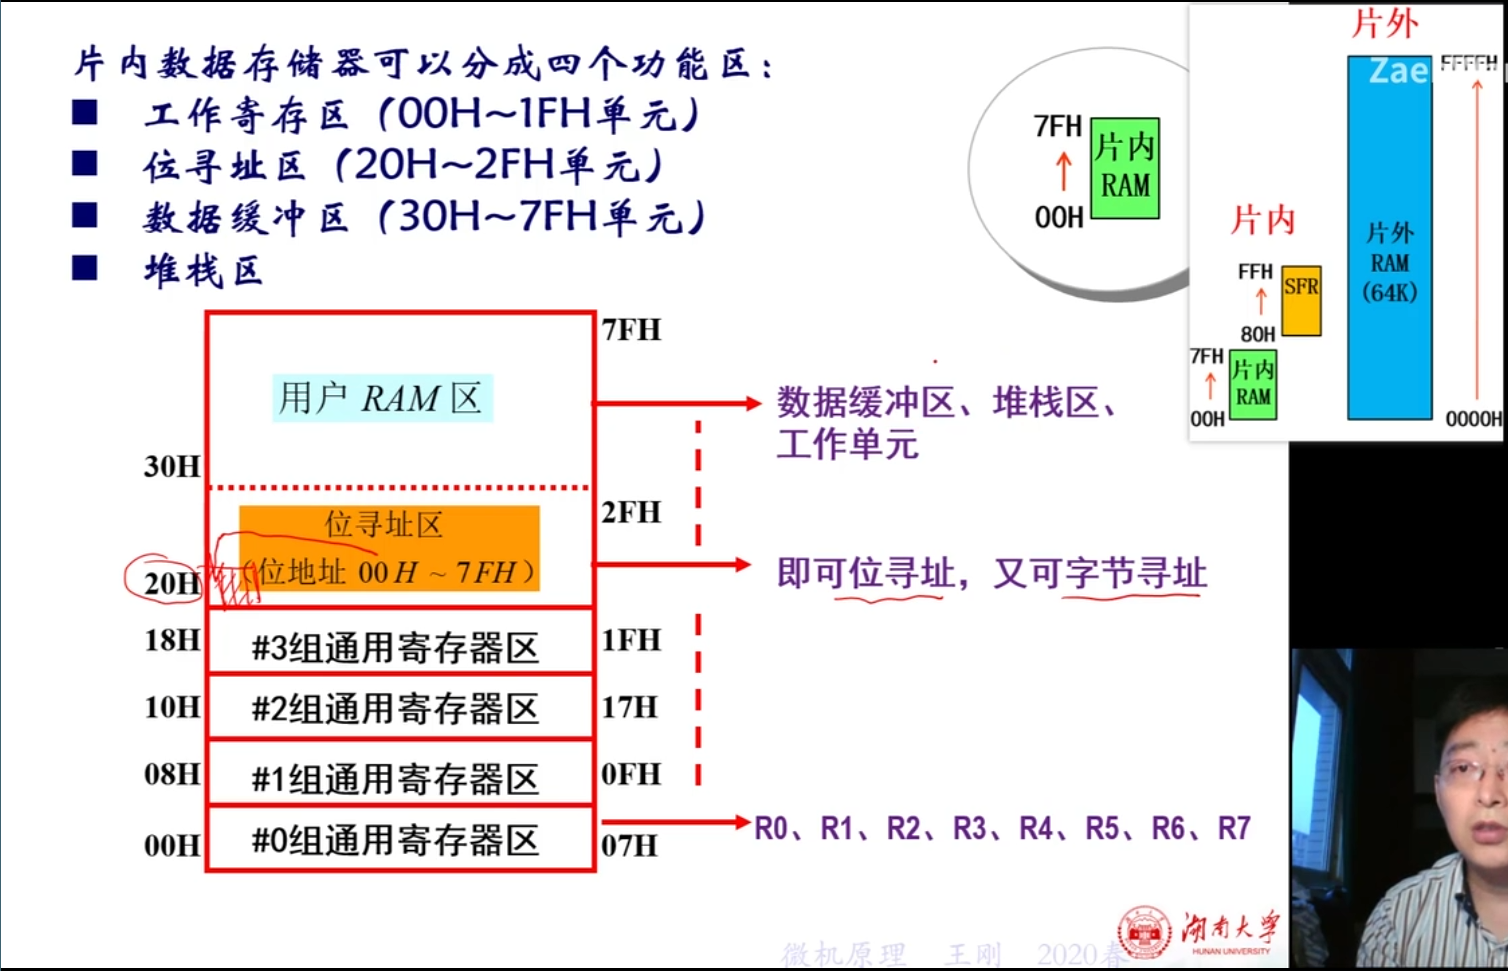 片内数据存储器可以分成四个功能区：
■ 工作寄存区（00H～1FH单元）
■ 位寻址区（20H～2FH单元）
■ 数据缓冲区（30H～7FH单元）
■ 堆栈区
7FH
00H
片内
RAM
片外
Zae
FFFFH
片外
RAM
(64K)
0000H
片内
FFH
SFR
80H
7FH
片内
RAM
00H
7FH
用户 RAM 区
30H
数据缓冲区、堆栈区、
工作单元
2FH
位寻址区
（位地址 00H ~ 7FH）
20H
即可位寻址，又可字节寻址
18H
#3组通用寄存器区
1FH
10H
#2组通用寄存器区
17H
08H
#1组通用寄存器区
0FH
00H
#0组通用寄存器区
07H
R0、R1、R2、R3、R4、R5、R6、R7
湖南大学
HUNAN UNIVERSITY
微机原理 王刚 2020春